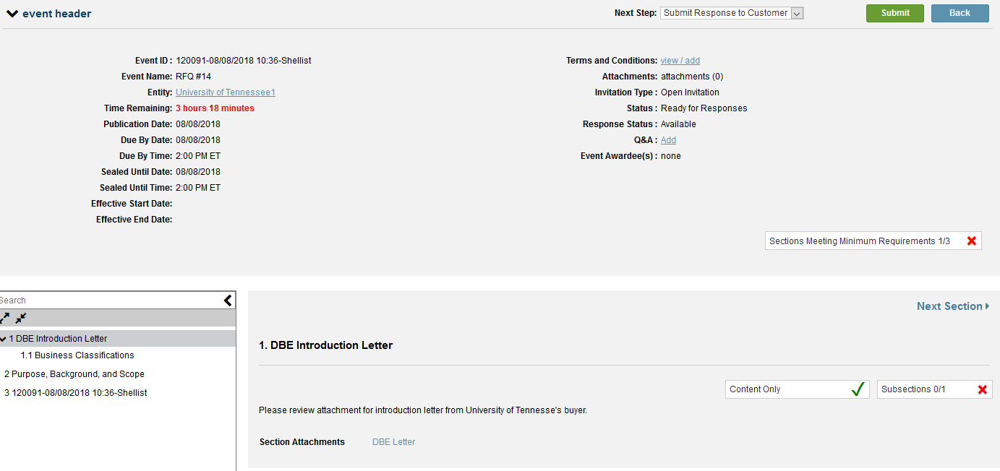 event header
Next Step: Submit Response to Customer
Submit
Back
Event ID : 120091-08/08/2018 10:36-Shellist
Event Name: RFQ #14
Entity: University of Tennessee1
Time Remaining: 3 hours 18 minutes
Publication Date: 08/08/2018
Due By Date: 08/08/2018
Due By Time: 2:00 PM ET
Sealed Until Date: 08/08/2018
Sealed Until Time: 2:00 PM ET
Effective Start Date:
Effective End Date:
Terms and Conditions: view / add
Attachments: attachments (0)
Invitation Type : Open Invitation
Status : Ready for Responses
Response Status : Available
Q&A : Add
Event Awardee(s) : none
Sections Meeting Minimum Requirements 1/3
Search
1 DBE Introduction Letter
1.1 Business Classifications
2 Purpose, Background, and Scope
3 120091-08/08/2018 10:36-Shellist
Next Section
1. DBE Introduction Letter
Content Only
Subsections 0/1
Please review attachment for introduction letter from University of Tennesse's buyer.
Section Attachments DBE Letter